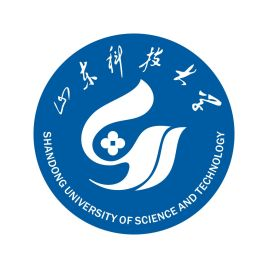 山东科技大学
SHANDONG UNIVERSITY OF SCIENCE AND TECHNOLOGY